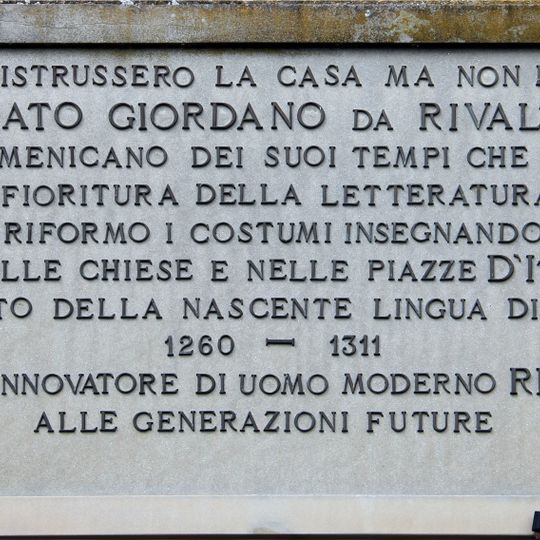 ISTRUSSERO LA CASA MA NON
ATO GIORDANO DA RIVAL
MENICANO DEI SUOI TEMPI CHE
FIORITURA DELLA LETTERATURA
RIFORMO I COSTUMI INSEGNANDO
LLE CHIESE E NELLE PIAZZE D'I
TO DELLA NASCENTE LINGUA DI
1260 — 1311
NNOVATORE DI UOMO MODERNO R
ALLE GENERAZIONI FUTURE